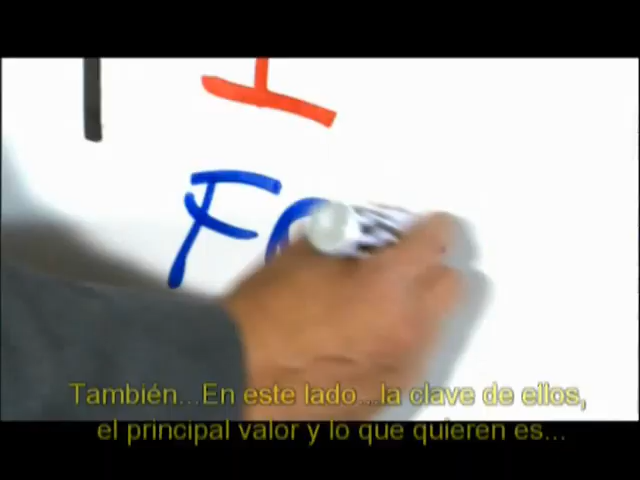 I
F
También...En este lado...la clave de ellos,
el principal valor y lo que quieren es...